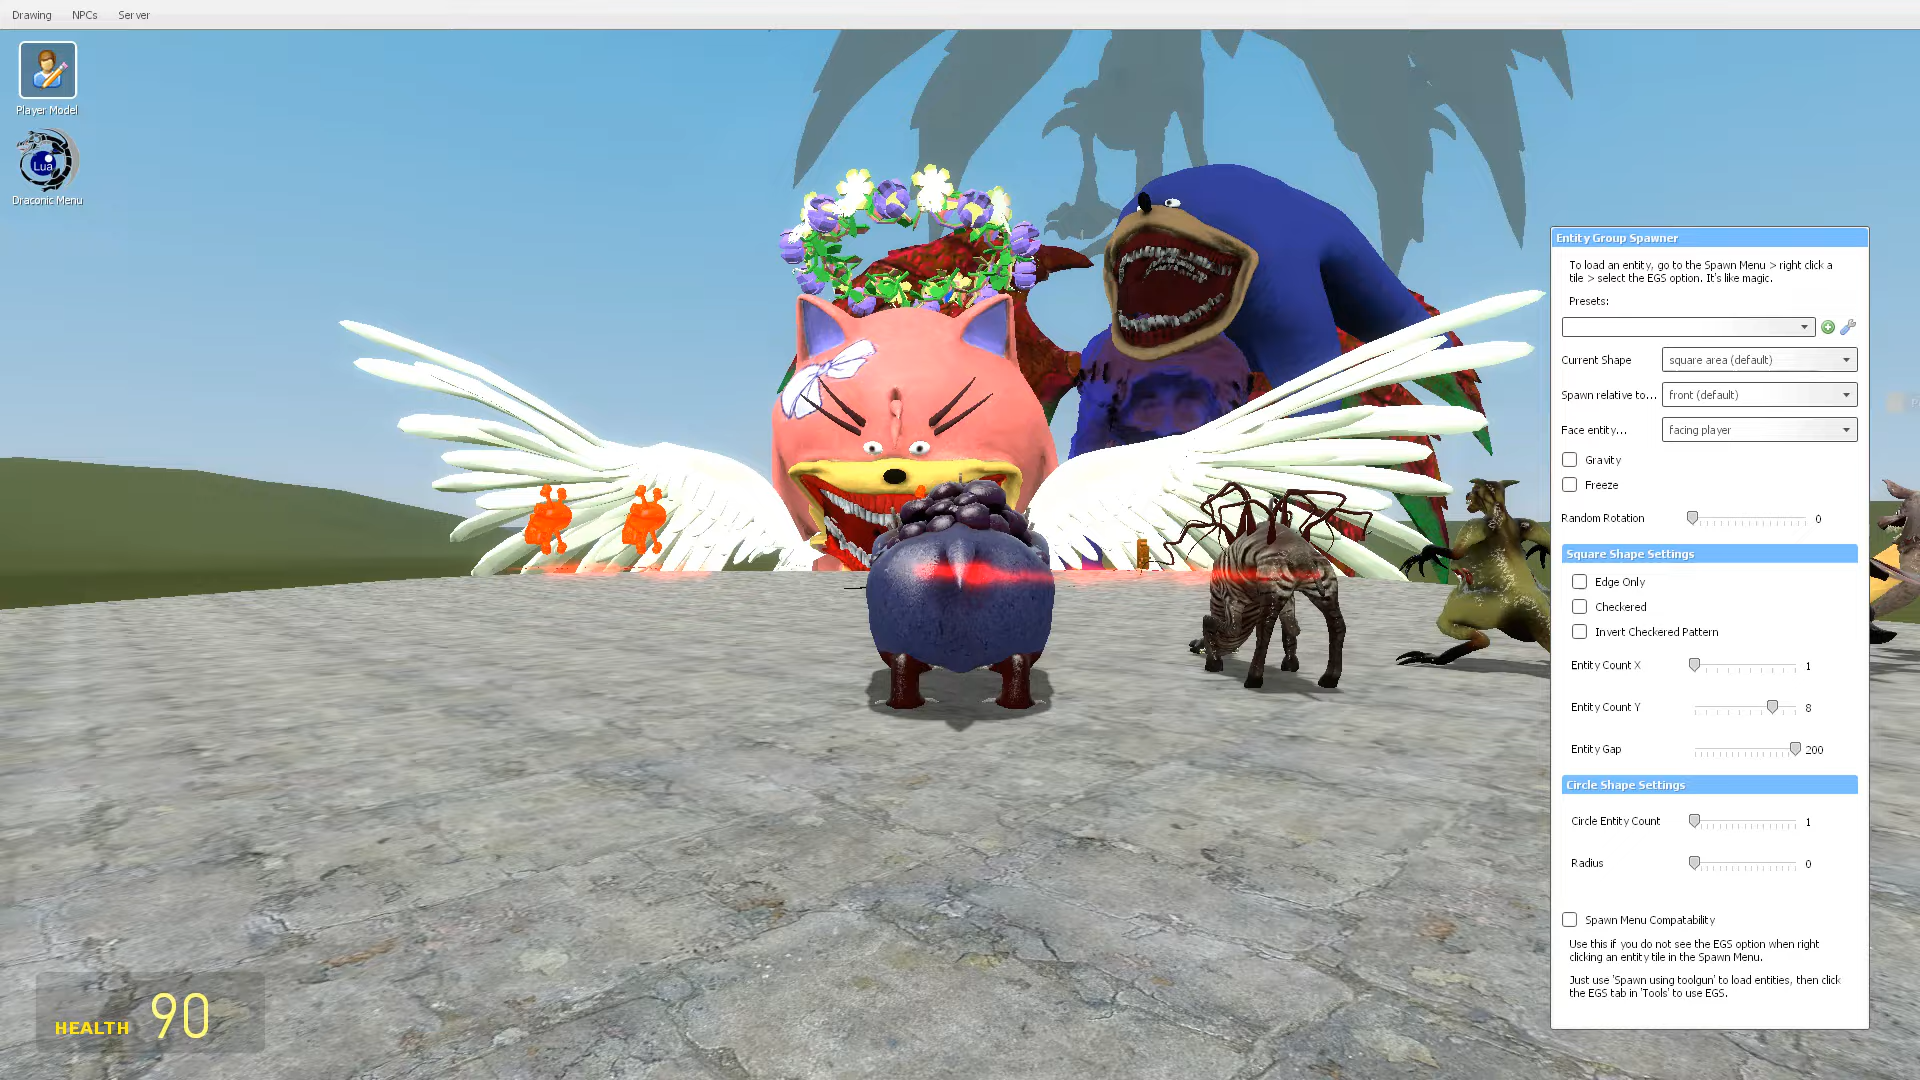 Drawing NPCs Server
Player Model
Lua
Draconic Menu
Entity Group Spawner
To load an entity, go to the Spawn Menu > right click a
tile > select the EGS option. It's like magic.
Presets:
Current Shape square area (default)
Spawn relative to... front (default)
Face entity... facing player
Gravity
Freeze
Random Rotation 0
Square Shape Settings
Edge Only
Checkered
Invert Checkered Pattern
Entity Count X 1
Entity Count Y 8
Entity Gap 200
Circle Shape Settings
Circle Entity Count 1
Radius 0
Spawn Menu Compatability
Use this if you do not see the EGS option when right
clicking an entity tile in the Spawn Menu.
Just use 'Spawn using toolgun' to load entities, then click
the EGS tab in 'Tools' to use EGS.
HEALTH 90